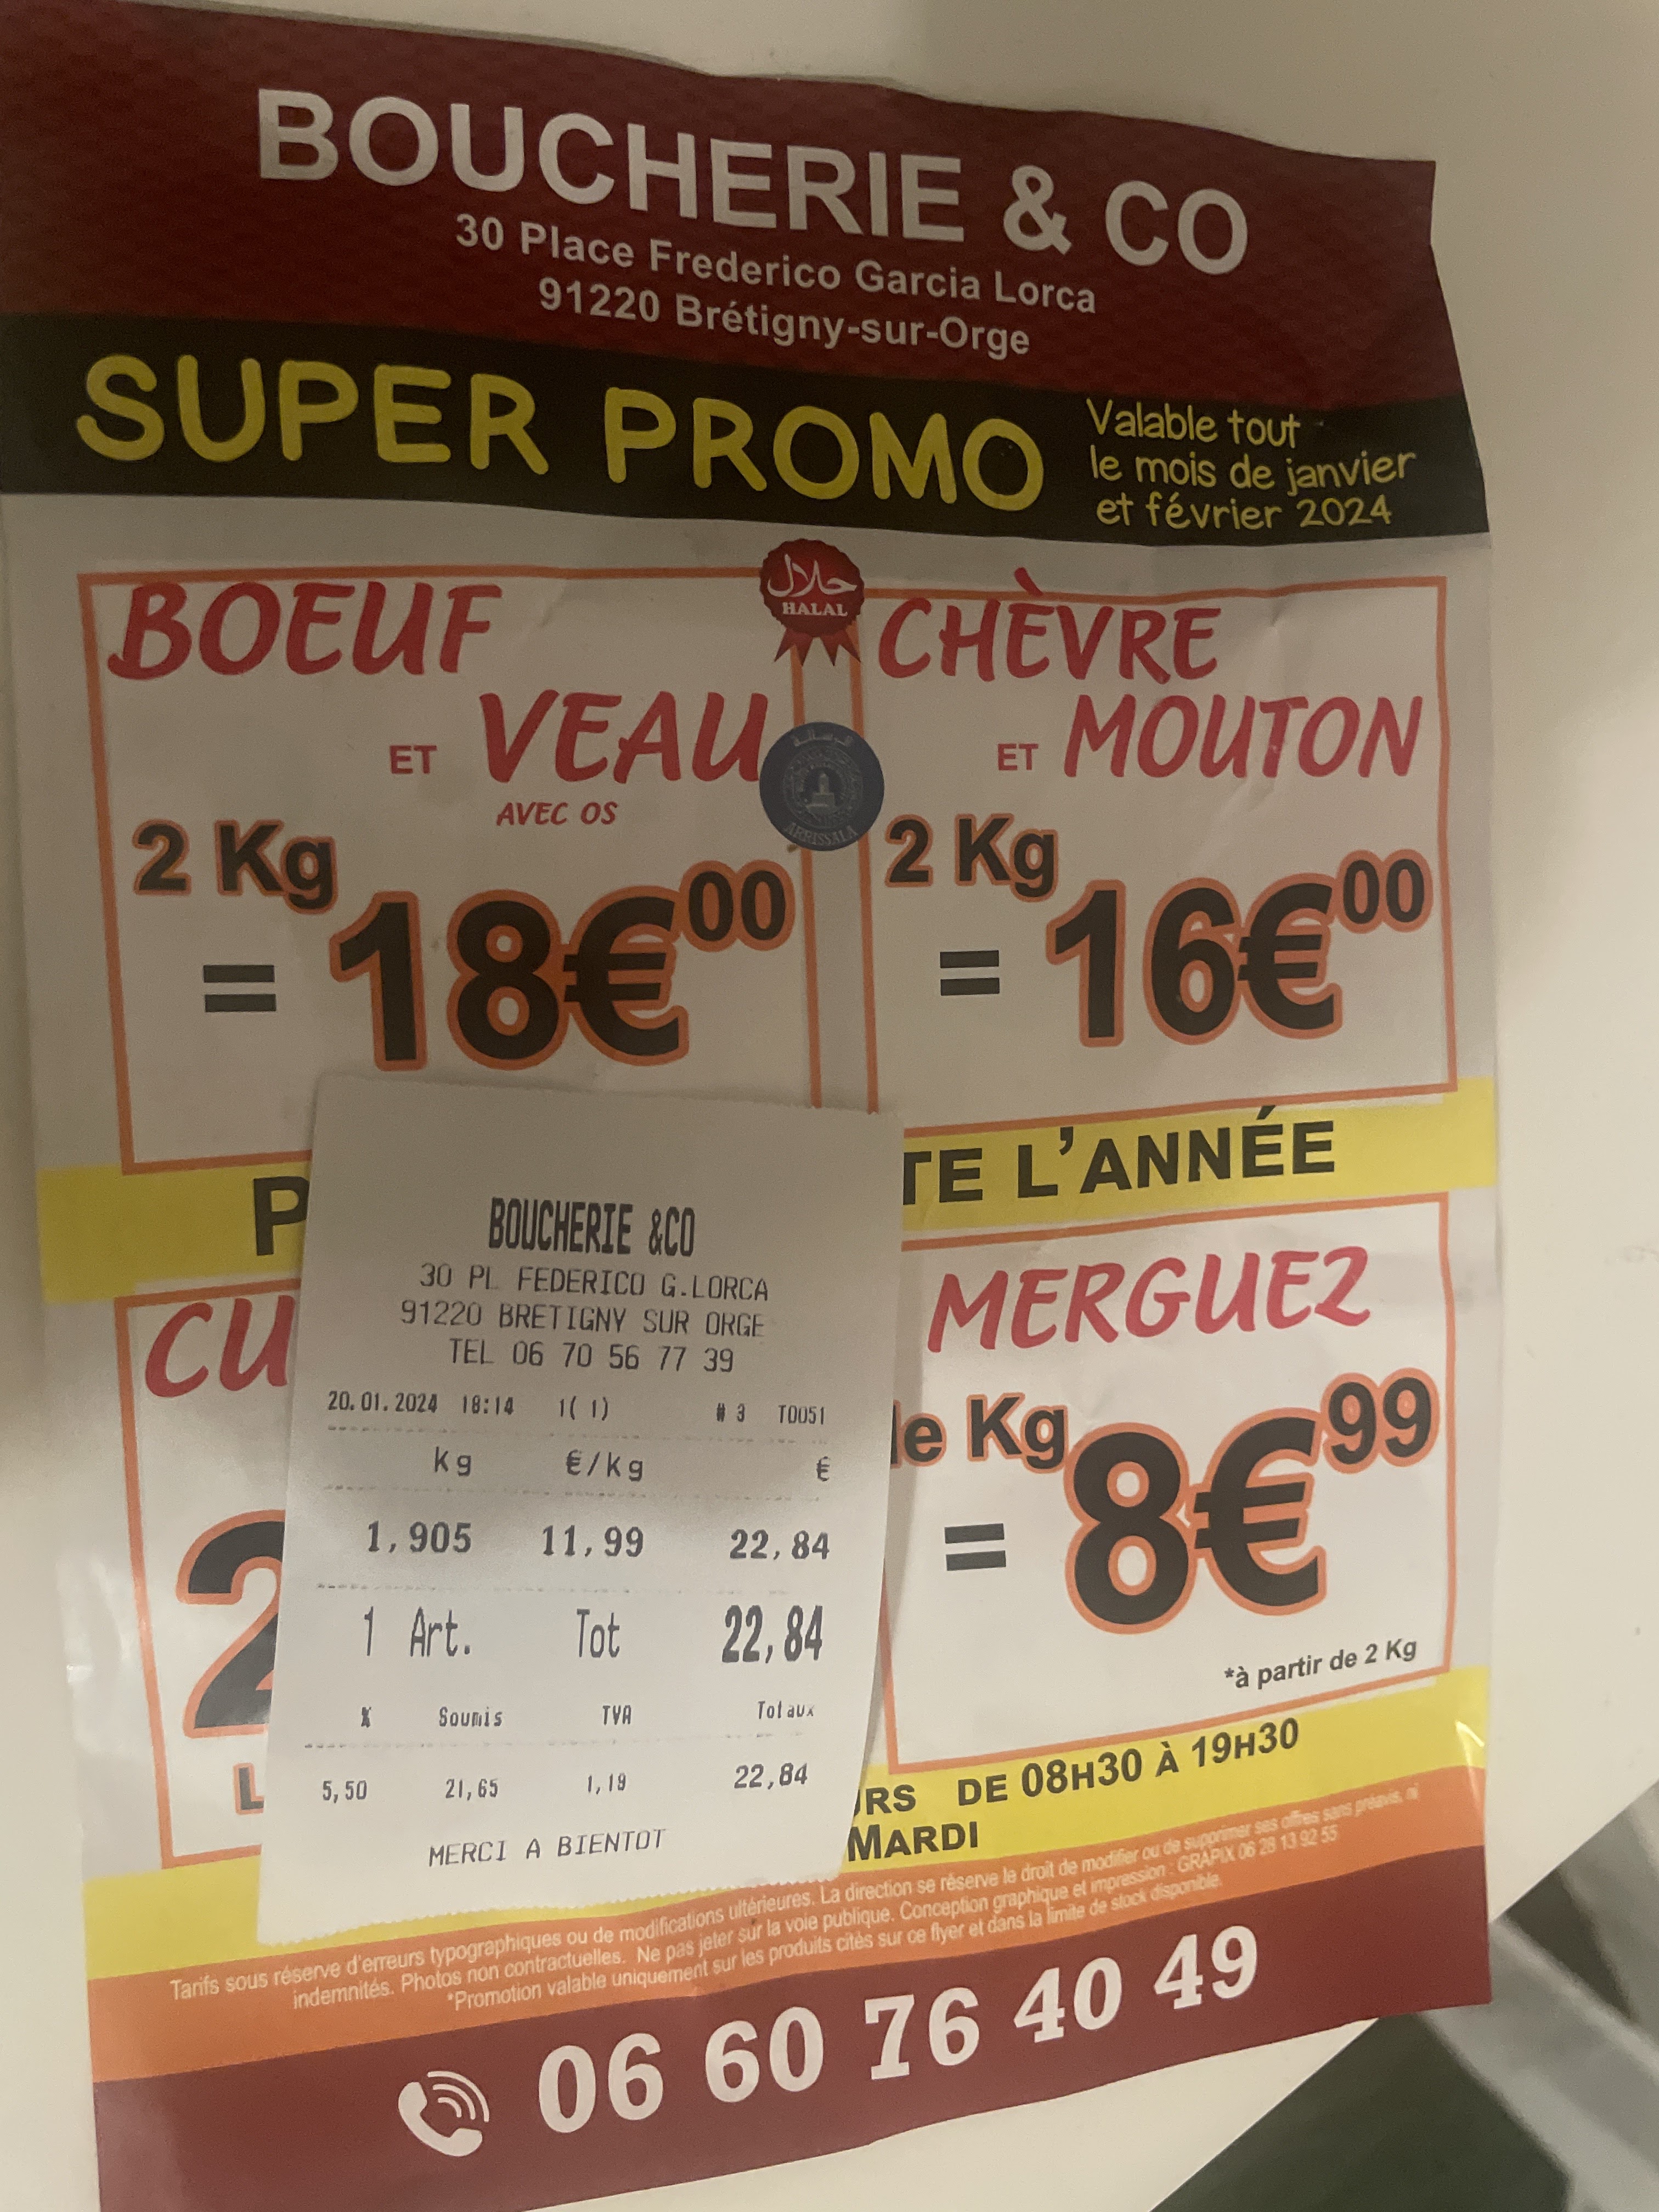 BOUCHERIE & CO
30 Place Frederico Garcia Lorca
91220 Brétigny-sur-Orge
SUPER PROMO
Valable tout
le mois de janvier
et février 2024
حلال
HALAL
BOEUF
ET VEAU
AVEC OS
2 Kg
= 18€00
CHÈVRE
ET MOUTON
2 Kg
= 16€00
ARRISSALA
P
TE L'ANNÉE
CU
2
L
MERGUEZ
le Kg
= 8€99
*à partir de 2 Kg
BOUCHERIE &CO
30 PL FEDERICO G.LORCA
91220 BRETIGNY SUR ORGE
TEL 06 70 56 77 39
20.01.2024 18:14 1( 1) # 3 T0051
kg €/kg €
1,905 11,99 22,84
1 Art. Tot 22,84
% Soumis TVA Totaux
5,50 21,65 1,19 22,84
MERCI A BIENTOT
RS DE 08H30 À 19H30
MARDI
Tarifs sous réserve d'erreurs typographiques ou de modifications ultérieures. La direction se réserve le droit de modifier ou de supprimer ses offres sans préavis, ni
indemnités. Photos non contractuelles. Ne pas jeter sur la voie publique. Conception graphique et impression : GRAPIX 06 28 13 92 55
*Promotion valable uniquement sur les produits cités sur ce flyer et dans la limite de stock disponible.
06 60 76 40 49